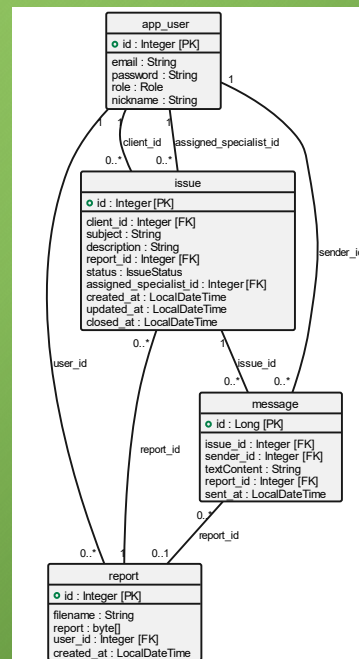 app_user
id : Integer [PK]
email : String
password : String
role : Role
nickname : String
1
1
1
1
client_id
assigned_specialist_id
0..*
0..*
issue
id : Integer [PK]
client_id : Integer [FK]
subject : String
description : String
report_id : Integer [FK]
status : IssueStatus
assigned_specialist_id : Integer [FK]
created_at : LocalDateTime
updated_at : LocalDateTime
closed_at : LocalDateTime
sender_id
0..*
1
user_id
issue_id
0..*
0..*
message
id : Long [PK]
issue_id : Integer [FK]
sender_id : Integer [FK]
textContent : String
report_id : Integer [FK]
sent_at : LocalDateTime
report_id
0..*
report_id
0..*
1
0..1
report
id : Integer [PK]
filename : String
report : byte[]
user_id : Integer [FK]
created_at : LocalDateTime